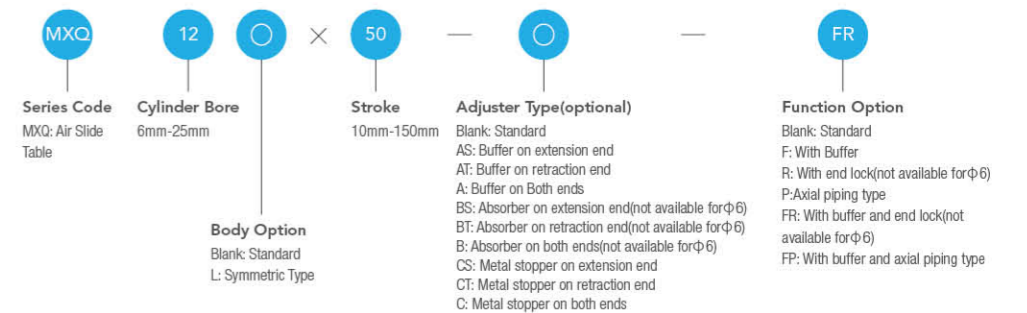 MXQ 12 × 50 — — FR
Series Code
MXQ: Air Slide
Table
Cylinder Bore
6mm-25mm
Body Option
Blank: Standard
L: Symmetric Type
Stroke
10mm-150mm
Adjuster Type(optional)
Blank: Standard
AS: Buffer on extension end
AT: Buffer on retraction end
A: Buffer on Both ends
BS: Absorber on extension end(not available forΦ6)
BT: Absorber on retraction end(not available forΦ6)
B: Absorber on both ends(not available forΦ6)
CS: Metal stopper on extension end
CT: Metal stopper on retraction end
C: Metal stopper on both ends
Function Option
Blank: Standard
F: With Buffer
R: With end lock(not available forΦ6)
P:Axial piping type
FR: With buffer and end lock(not
available forΦ6)
FP: With buffer and axial piping type